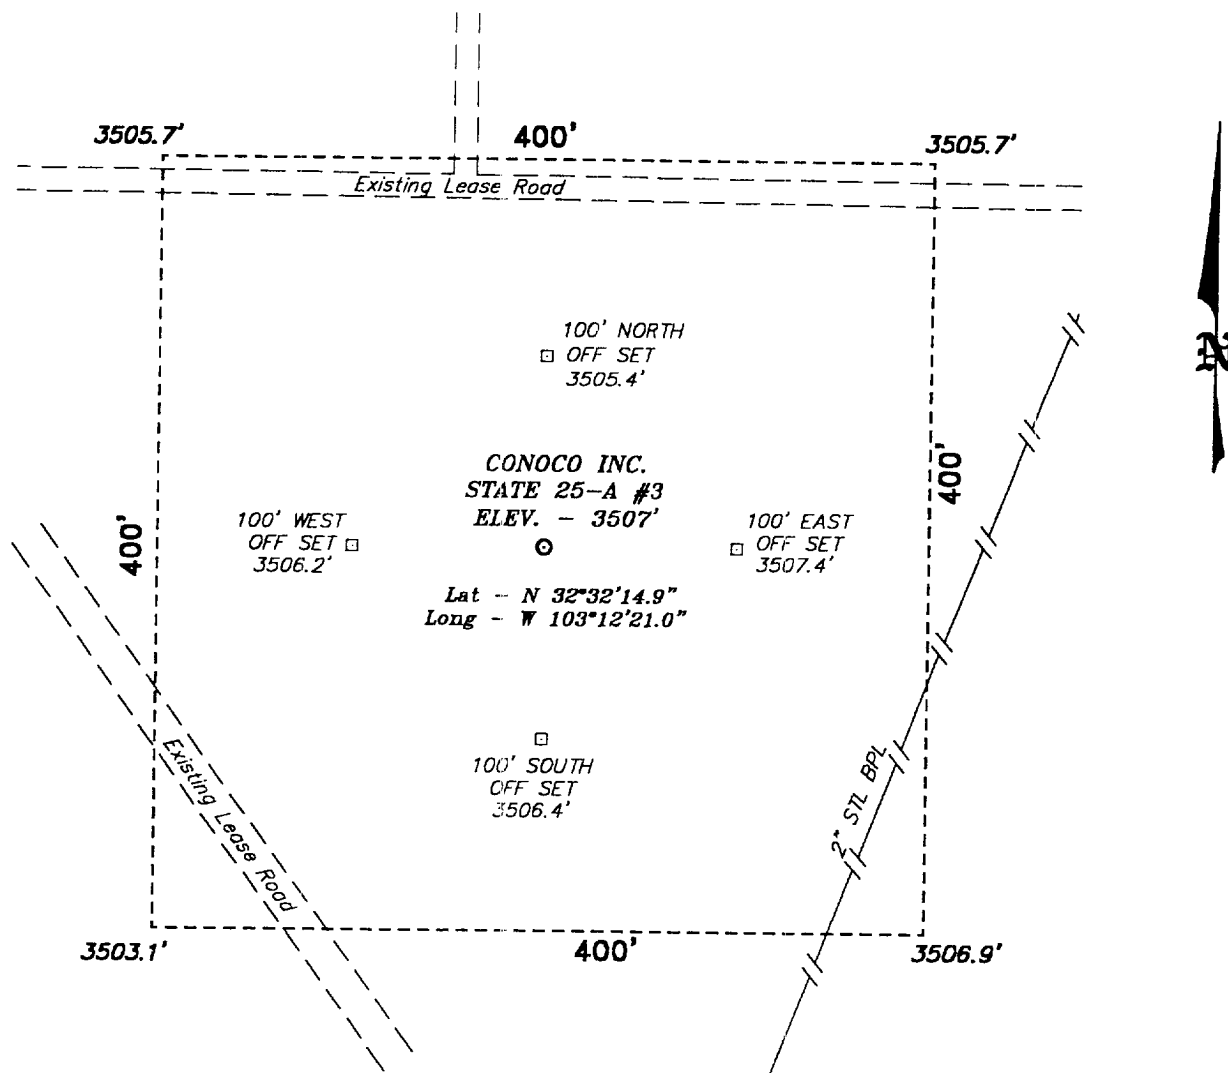 3505.7'
400'
3505.7'
Existing Lease Road
100' NORTH
OFF SET
3505.4'
N
CONOCO INC.
STATE 25-A #3
ELEV. - 3507'
400'
100' WEST
OFF SET
3506.2'
100' EAST
OFF SET
3507.4'
400'
Lat - N 32°32'14.9"
Long - W 103°12'21.0"
Existing Lease Road
100' SOUTH
OFF SET
3506.4'
2" STL BPL
3503.1'
400'
3506.9'